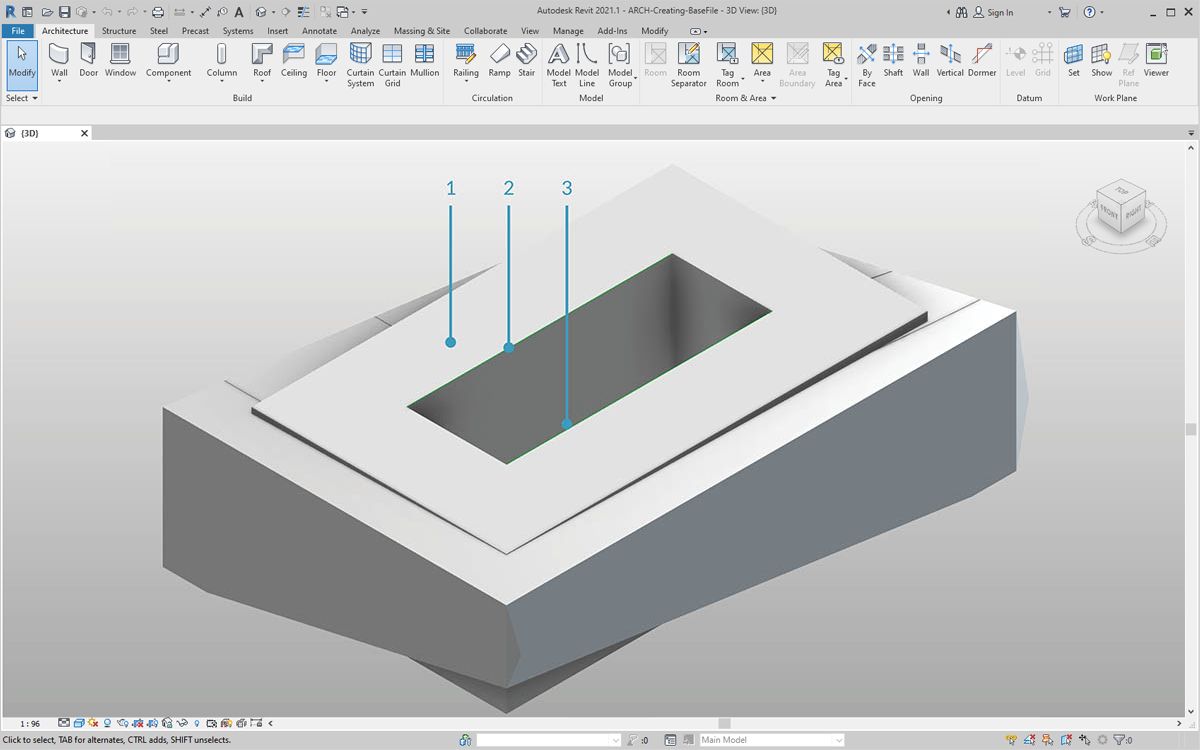 Autodesk Revit 2021.1 - ARCH-Creating-BaseFile - 3D View: {3D}
Sign In
File Architecture Structure Steel Precast Systems Insert Annotate Analyze Massing & Site Collaborate View Manage Add-Ins Modify
Modify Wall Door Window Component Column Roof Ceiling Floor Curtain System Curtain Grid Mullion Railing Ramp Stair Model Text Model Line Model Group Room Room Separator Tag Room Area Area Boundary Tag Area By Face Shaft Wall Vertical Dormer Level Grid Set Show Ref Plane Viewer
Select Build Circulation Model Room & Area Opening Datum Work Plane
{3D}
1 2 3
TOP
FRONT RIGHT
1 : 96
Click to select, TAB for alternates, CTRL adds, SHIFT unselects.
:0
Main Model
:0